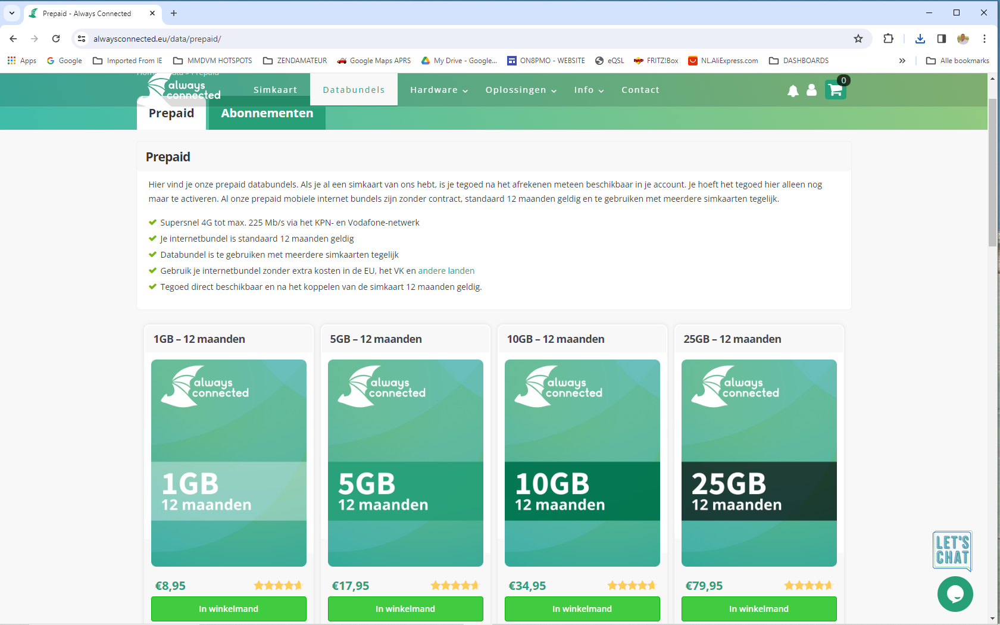 Prepaid - Always Connected
alwaysconnected.eu/data/prepaid/
Apps
Google
Imported From IE
MMDVM HOTSPOTS
ZENDAMATEUR
Google Maps APRS
My Drive - Google...
ON8PMO - WEBSITE
eQSL
FRITZ!Box
NL.AliExpress.com
DASHBOARDS
Alle bookmarks
always
connected
Simkaart
Databundels
Hardware
Oplossingen
Info
Contact
0
Prepaid
Abonnementen
Prepaid
Hier vind je onze prepaid databundels. Als je al een simkaart van ons hebt, is je tegoed na het afrekenen meteen beschikbaar in je account. Je hoeft het tegoed hier alleen nog
maar te activeren. Al onze prepaid mobiele internet bundels zijn zonder contract, standaard 12 maanden geldig en te gebruiken met meerdere simkaarten tegelijk.
Supersnel 4G tot max. 225 Mb/s via het KPN- en Vodafone-netwerk
Je internetbundel is standaard 12 maanden geldig
Databundel is te gebruiken met meerdere simkaarten tegelijk
Gebruik je internetbundel zonder extra kosten in de EU, het VK en andere landen
Tegoed direct beschikbaar en na het koppelen van de simkaart 12 maanden geldig.
1GB – 12 maanden
always
connected
1GB
12 maanden
€8,95
In winkelmand
5GB – 12 maanden
always
connected
5GB
12 maanden
€17,95
In winkelmand
10GB – 12 maanden
always
connected
10GB
12 maanden
€34,95
In winkelmand
25GB – 12 maanden
always
connected
25GB
12 maanden
€79,95
In winkelmand
LET'S
CHAT